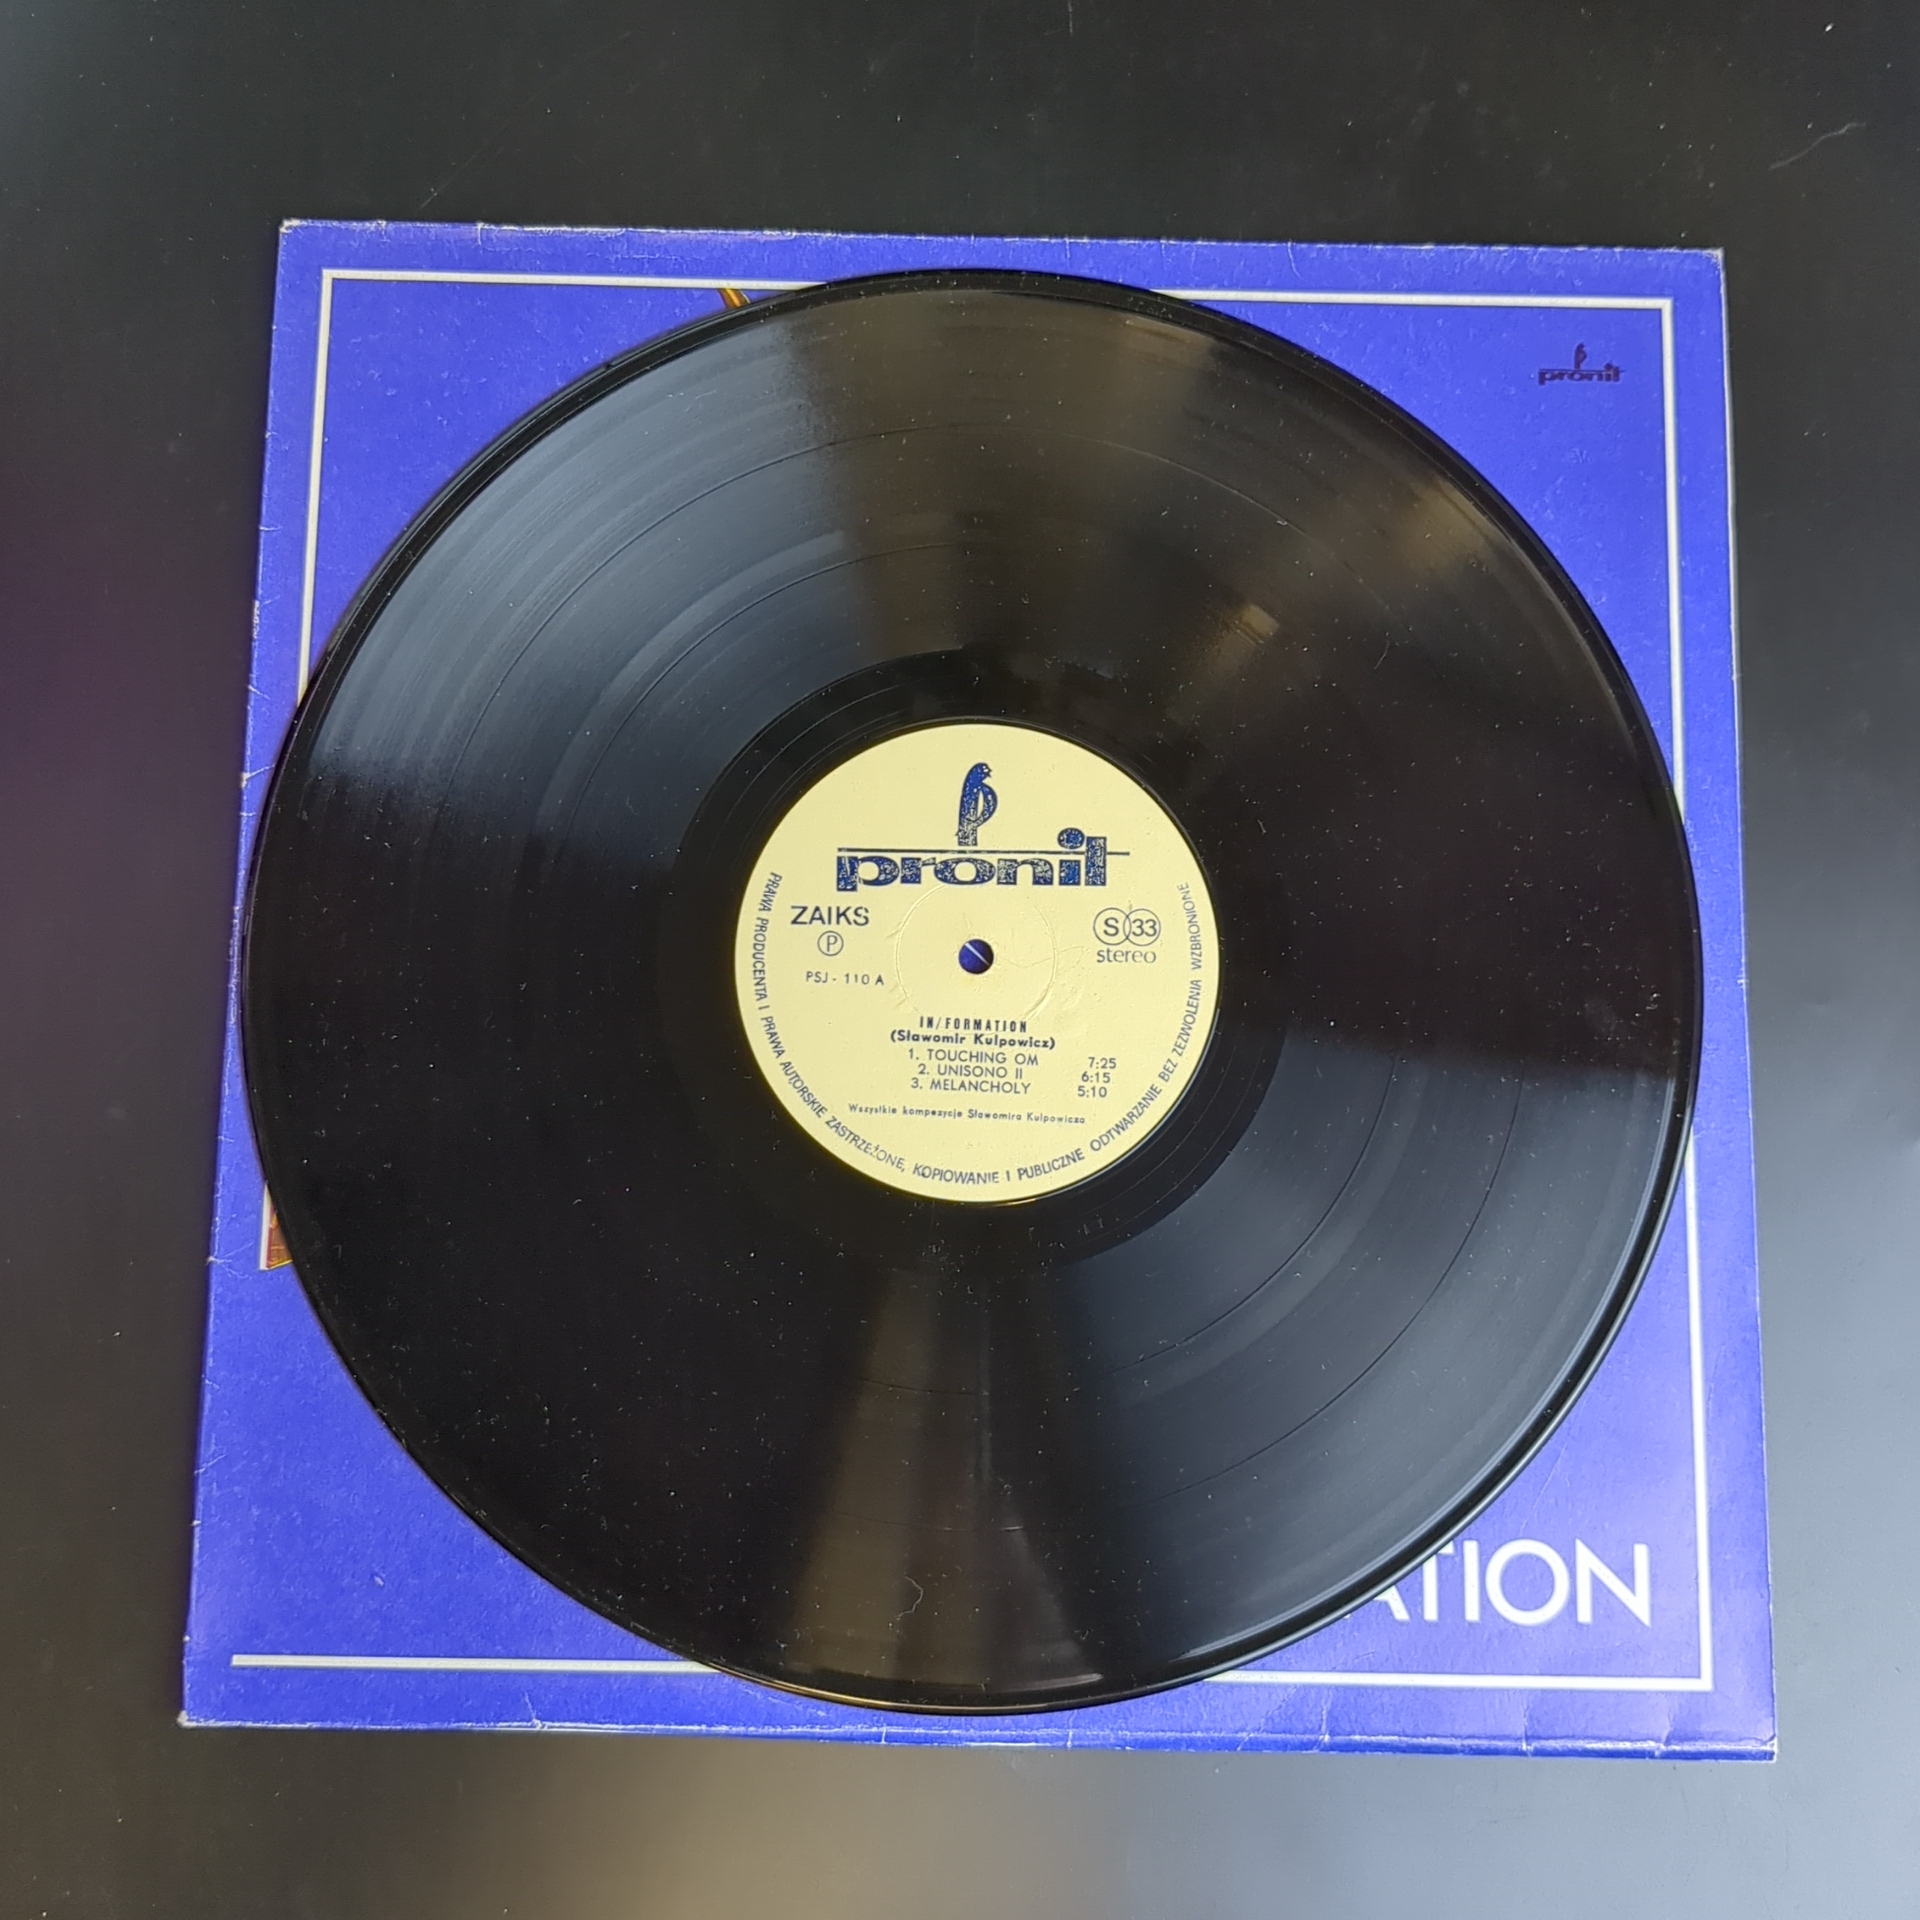 pronit
pronit
ZAIKS
P
PSJ - 110 A
S 33
stereo
IN/FORMATION
(Sławomir Kulpowicz)
1. TOUCHING OM 7:25
2. UNISONO II 6:15
3. MELANCHOLY 5:10
Wszystkie kompozycje Sławomira Kulpowicza
PRAWA PRODUCENTA I PRAWA AUTORSKIE ZASTRZEŻONE, KOPIOWANIE I PUBLICZNE ODTWARZANIE BEZ ZEZWOLENIA WZBRONIONE
ATION